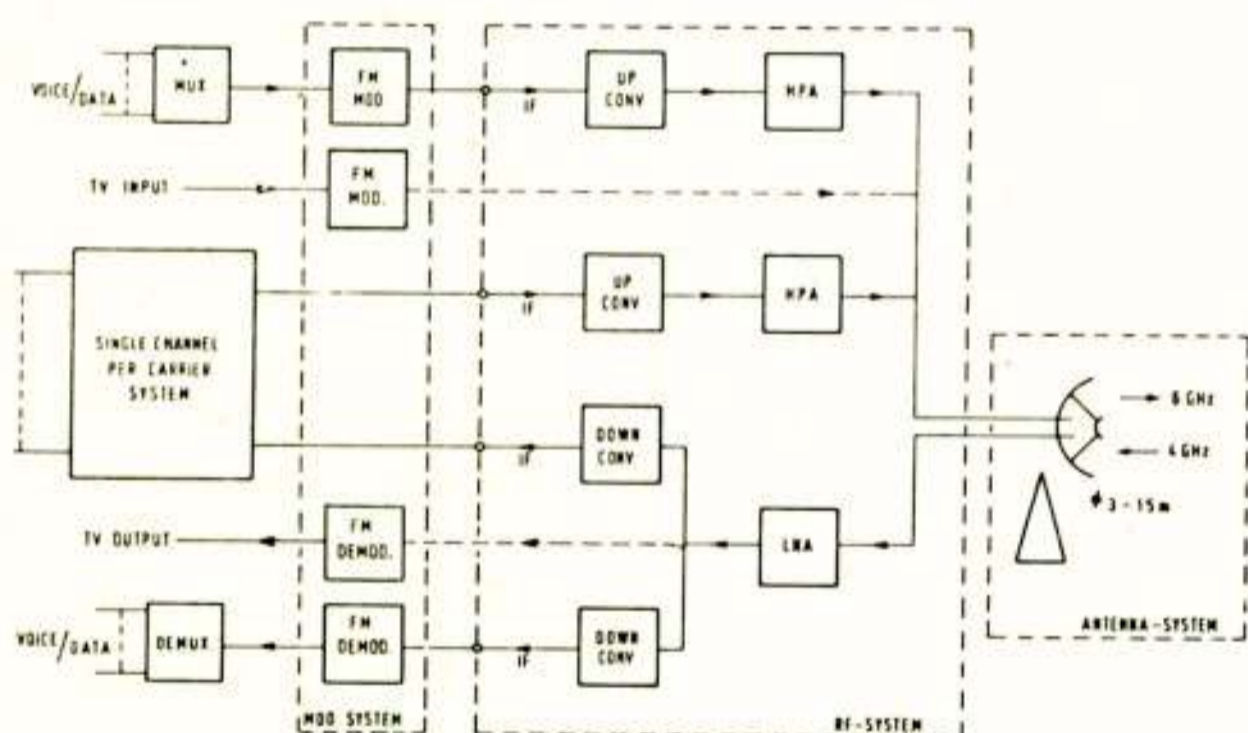 VOICE/DATA
MUX
FM
MOD
IF
UP
CONV
HPA
TV INPUT
FM
MOD.
SINGLE CHANNEL
PER CARRIER
SYSTEM
IF
UP
CONV
HPA
6 GHz
4 GHz
φ 3 - 15 m
IF
DOWN
CONV.
TV OUTPUT
FM
DEMOD.
LNA
VOICE/DATA
DEMUX
FM
DEMOD.
IF
DOWN
CONV.
ANTENNA-SYSTEM
MOD SYSTEM
RF-SYSTEM